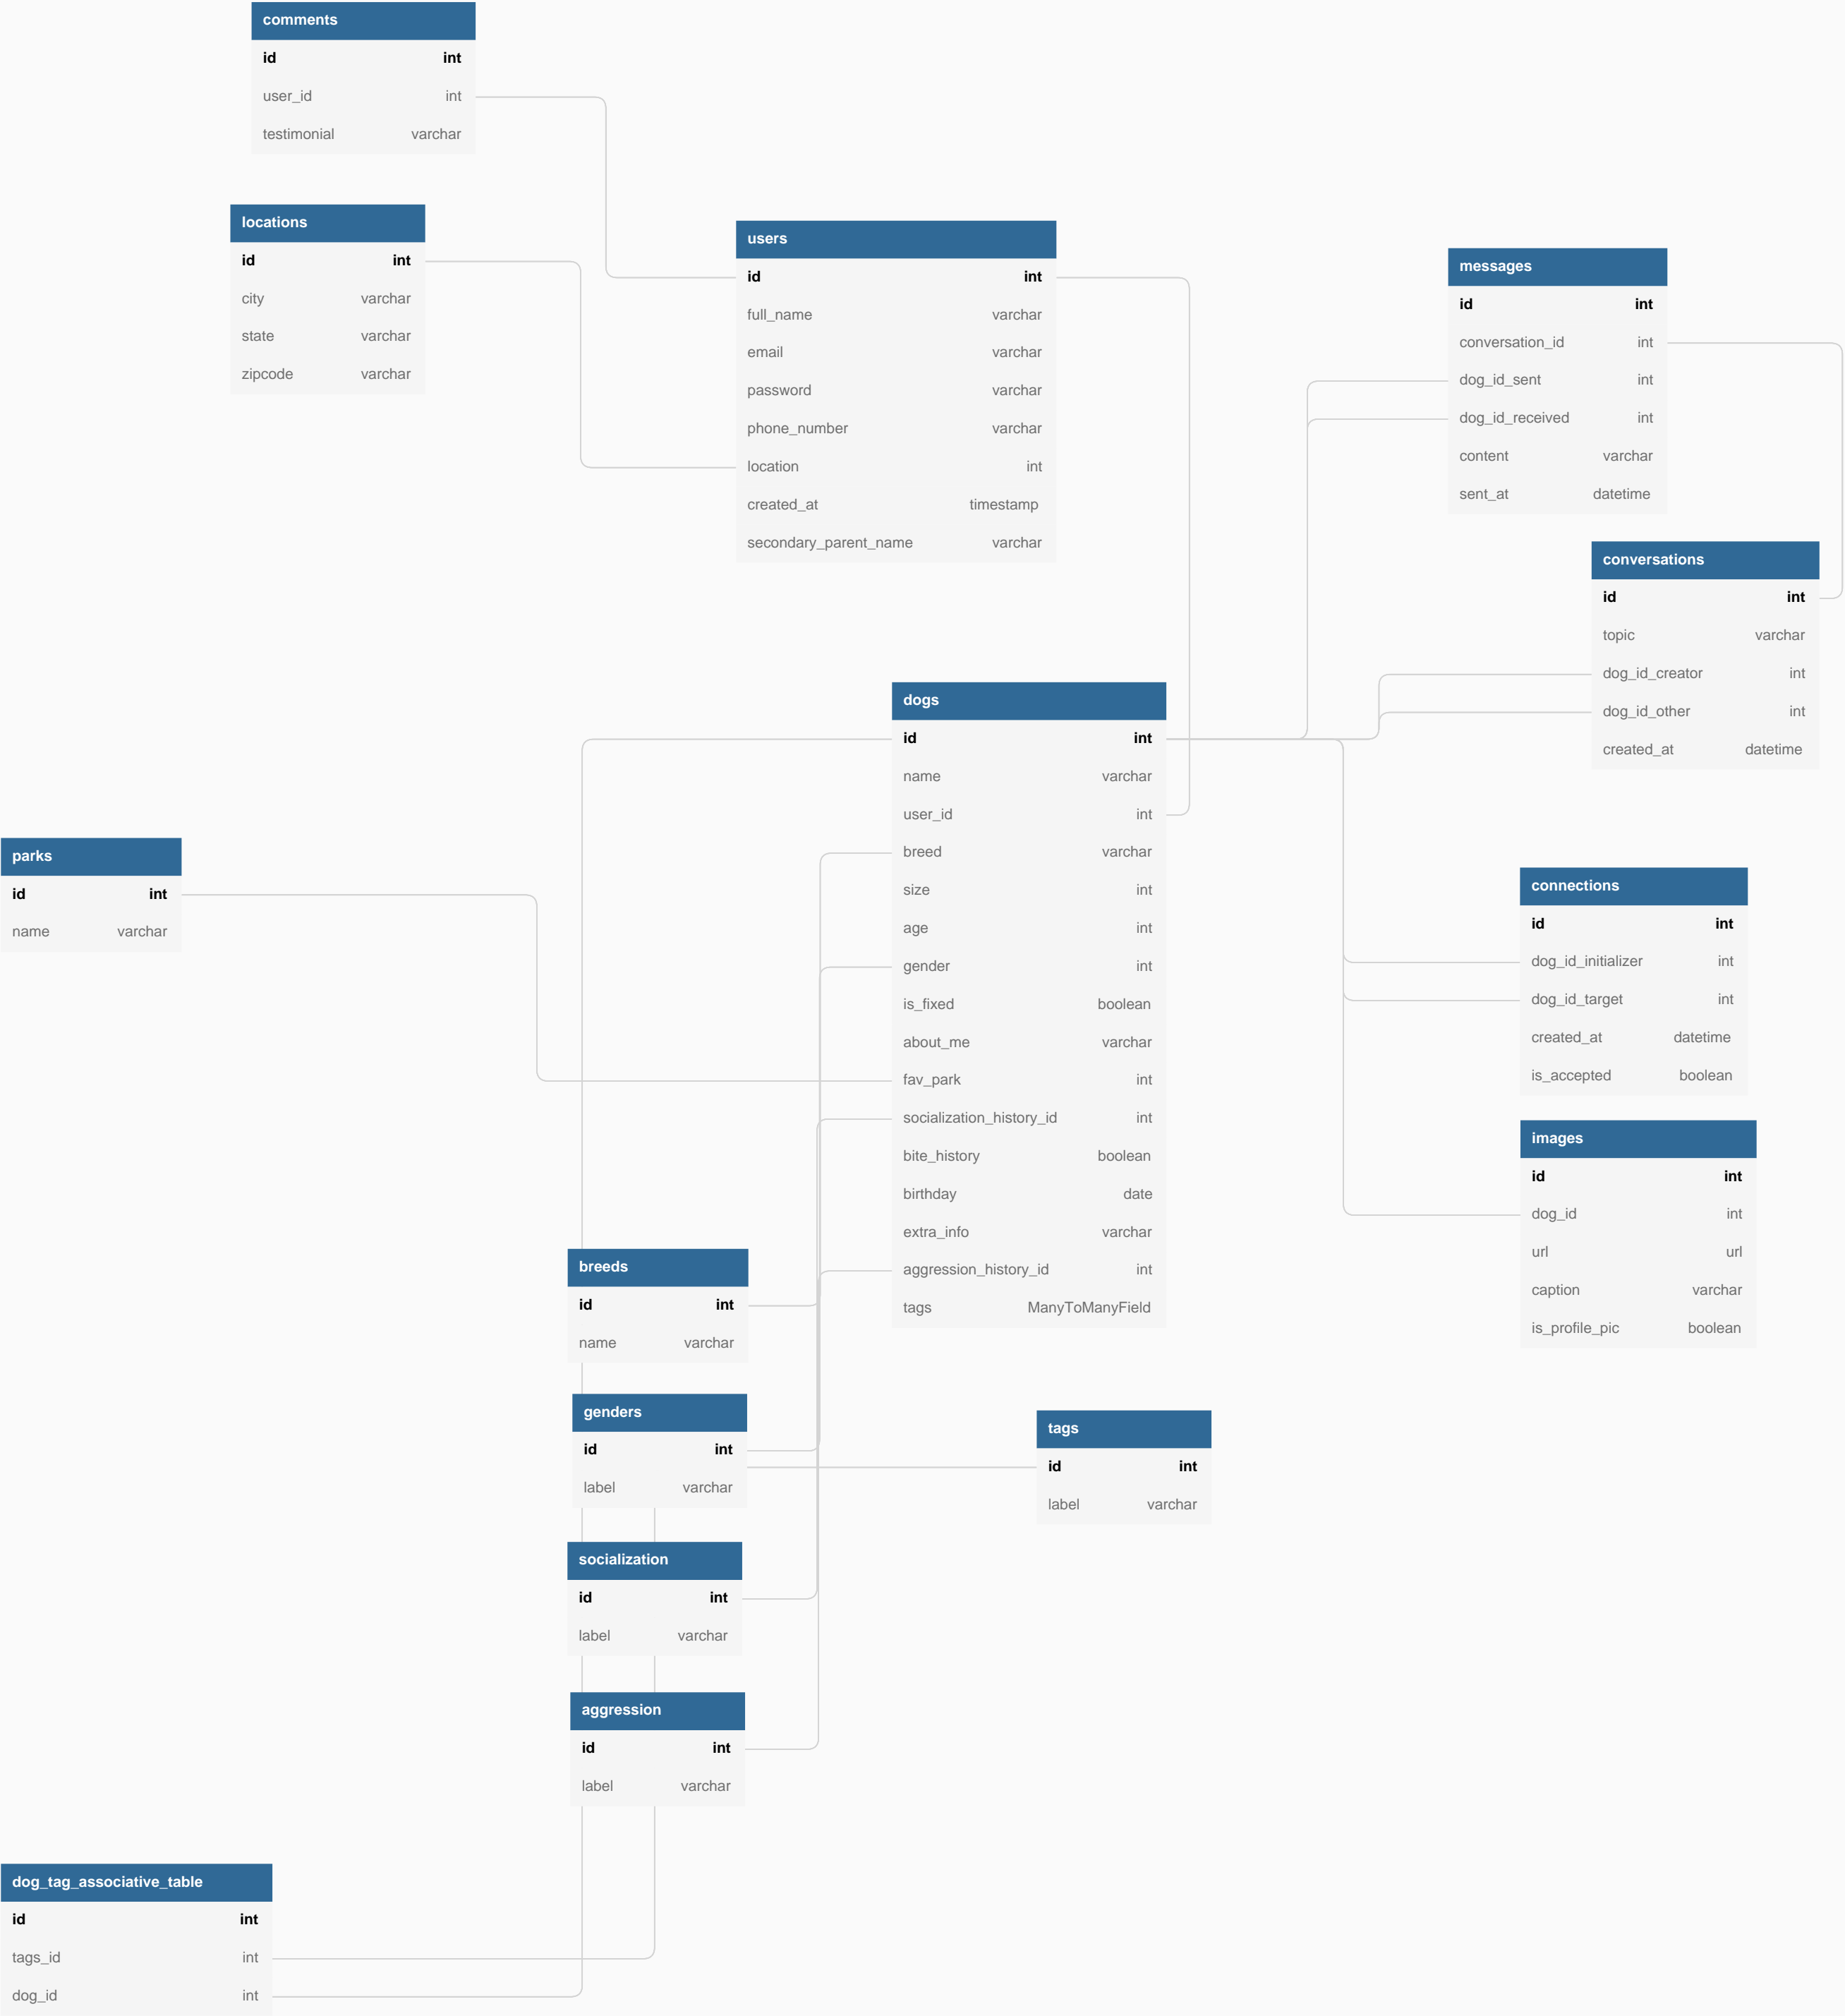 comments
id int
user_id int
testimonial varchar
locations
id int
city varchar
state varchar
zipcode varchar
users
id int
full_name varchar
email varchar
password varchar
phone_number varchar
location int
created_at timestamp
secondary_parent_name varchar
messages
id int
conversation_id int
dog_id_sent int
dog_id_received int
content varchar
sent_at datetime
conversations
id int
topic varchar
dog_id_creator int
dog_id_other int
created_at datetime
dogs
id int
name varchar
user_id int
breed varchar
size int
age int
gender int
is_fixed boolean
about_me varchar
fav_park int
socialization_history_id int
bite_history boolean
birthday date
extra_info varchar
aggression_history_id int
tags ManyToManyField
parks
id int
name varchar
connections
id int
dog_id_initializer int
dog_id_target int
created_at datetime
is_accepted boolean
images
id int
dog_id int
url url
caption varchar
is_profile_pic boolean
breeds
id int
name varchar
genders
id int
label varchar
tags
id int
label varchar
socialization
id int
label varchar
aggression
id int
label varchar
dog_tag_associative_table
id int
tags_id int
dog_id int